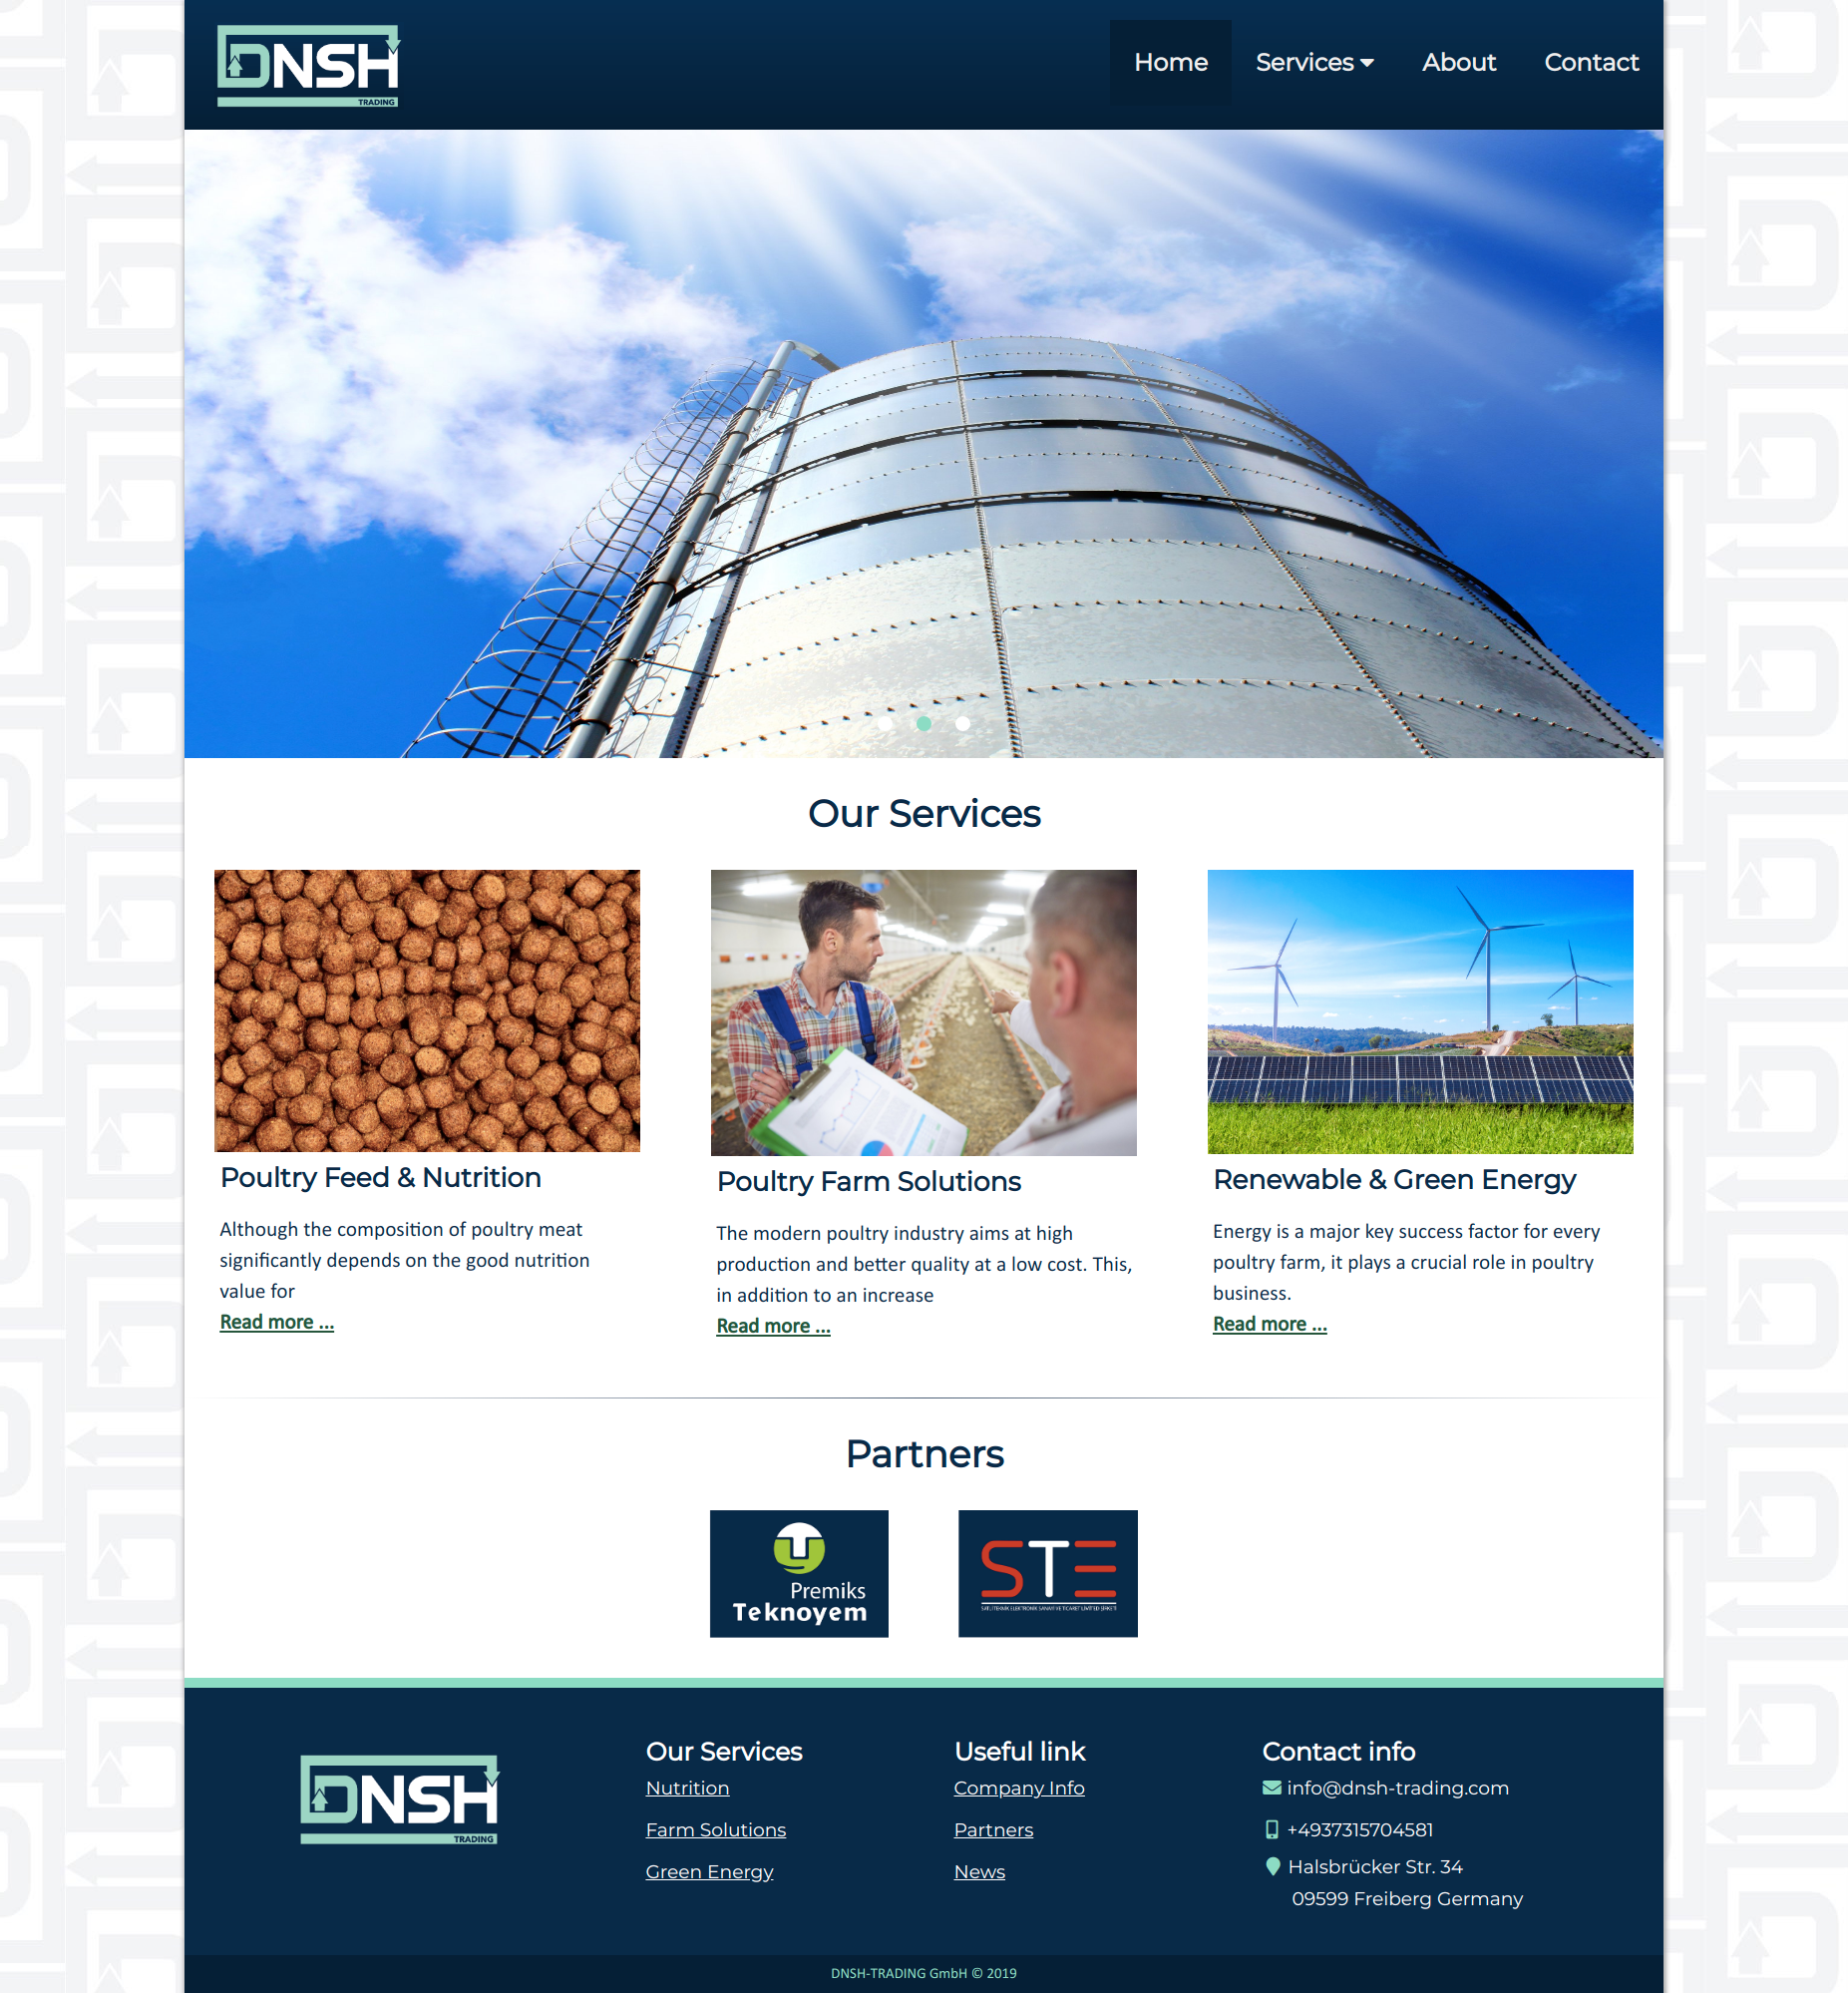 DNSH
TRADING
Home
Services
About
Contact
Our Services
Poultry Feed & Nutrition
Although the composition of poultry meat
significantly depends on the good nutrition
value for
Read more ...
Poultry Farm Solutions
The modern poultry industry aims at high
production and better quality at a low cost. This,
in addition to an increase
Read more ...
Renewable & Green Energy
Energy is a major key success factor for every
poultry farm, it plays a crucial role in poultry
business.
Read more ...
Partners
Premiks
Teknoyem
STE
DNSH
TRADING
Our Services
Nutrition
Farm Solutions
Green Energy
Useful link
Company Info
Partners
News
Contact info
info@dnsh-trading.com
+4937315704581
Halsbrücker Str. 34
09599 Freiberg Germany
DNSH-TRADING GmbH © 2019